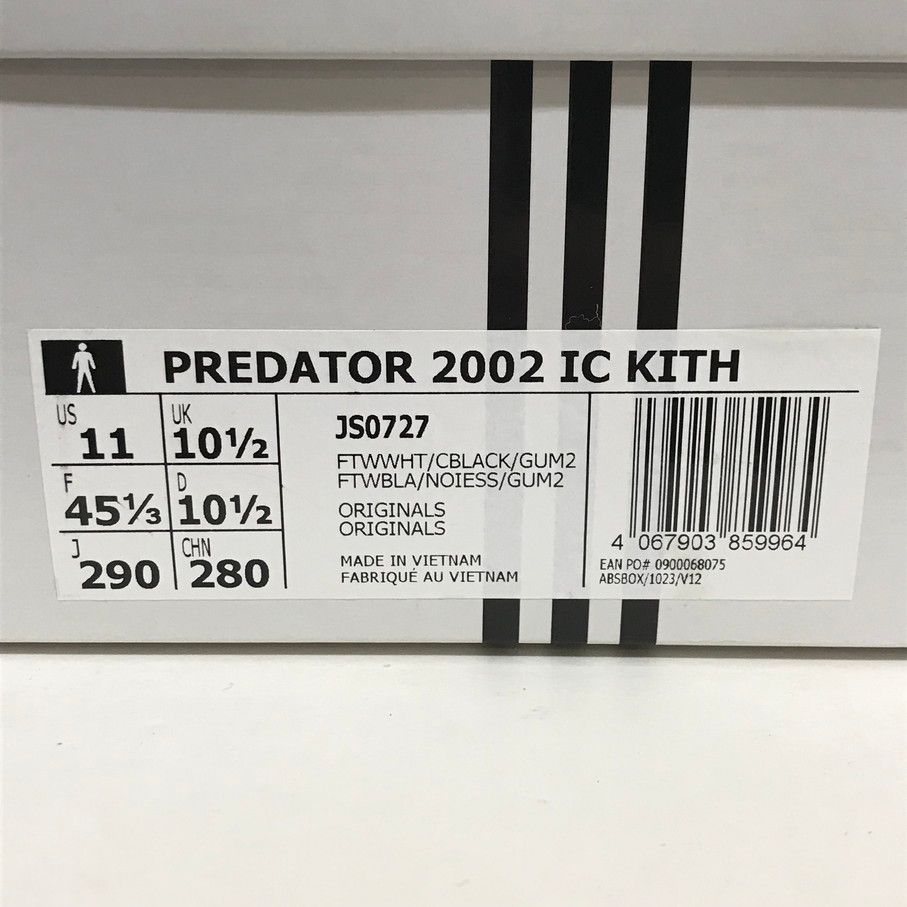 PREDATOR 2002 IC KITH
US 11 UK 10½
F 45⅓ D 10½
J 290 CHN 280
JS0727
FTWWHT/CBLACK/GUM2
FTWBLA/NOIESS/GUM2
ORIGINALS
ORIGINALS
MADE IN VIETNAM
FABRIQUÉ AU VIETNAM
4 067903 859964
EAN PO# 0900068075
ABSBOX/1023/V12